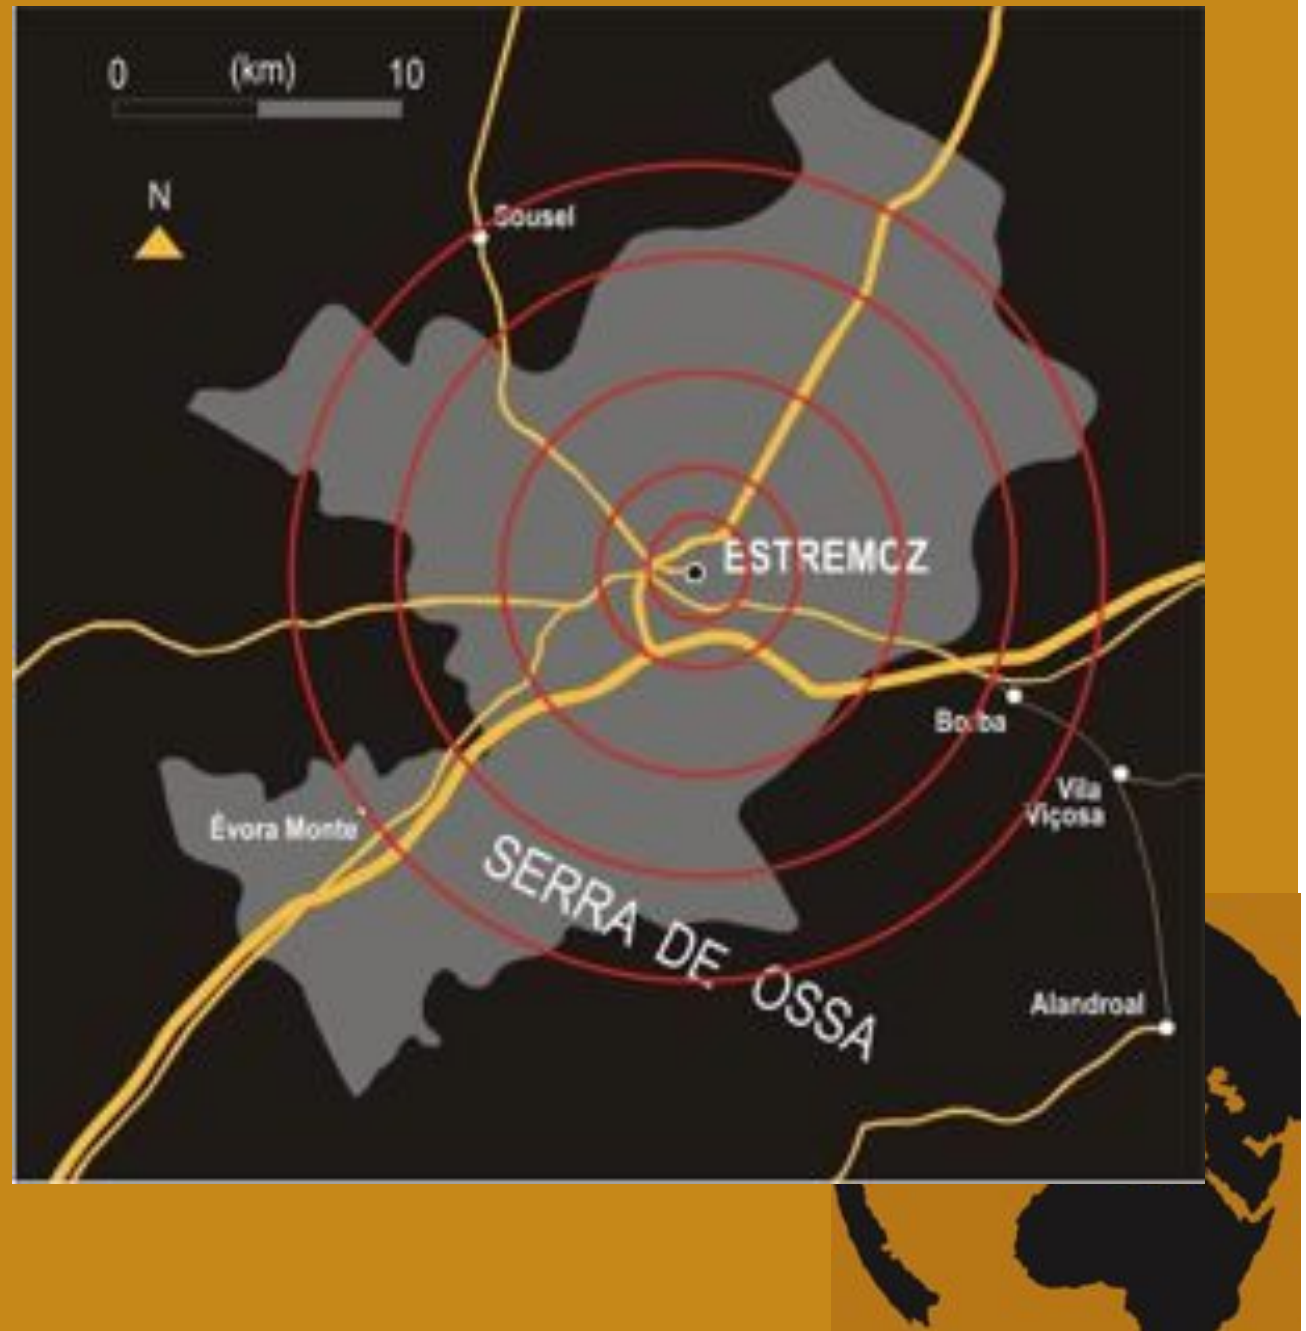 0 (km) 10
N
Sousel
ESTREMOZ
Borba
Vila
Viçosa
Évora Monte
SERRA DE OSSA
Alandroal